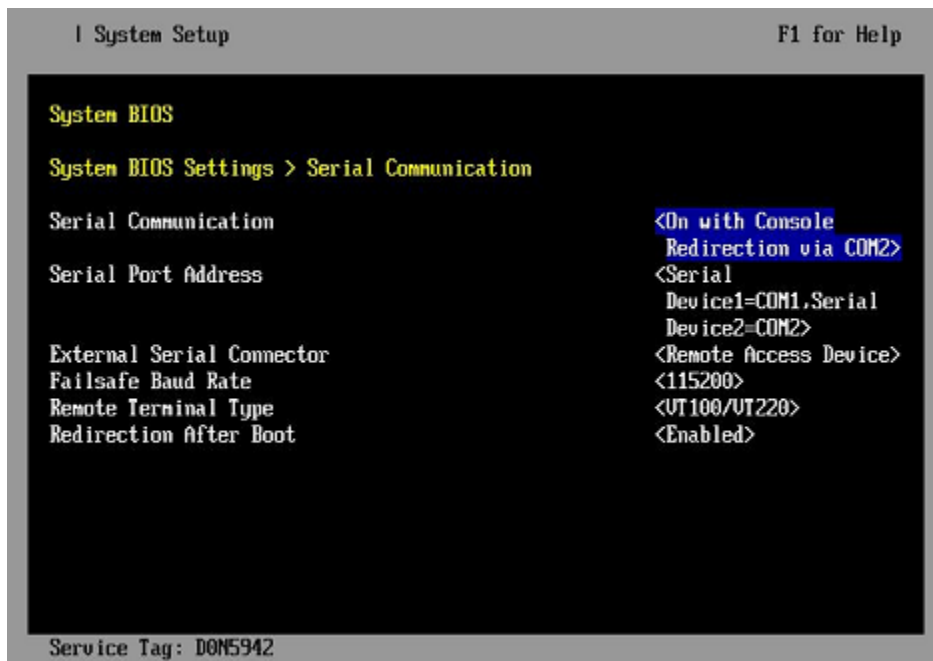 | System Setup F1 for Help
System BIOS
System BIOS Settings > Serial Communication
Serial Communication <On with Console
Redirection via COM2>
Serial Port Address <Serial
Device1=COM1,Serial
Device2=COM2>
External Serial Connector <Remote Access Device>
Failsafe Baud Rate <115200>
Remote Terminal Type <VT100/VT220>
Redirection After Boot <Enabled>
Service Tag: D0N5942